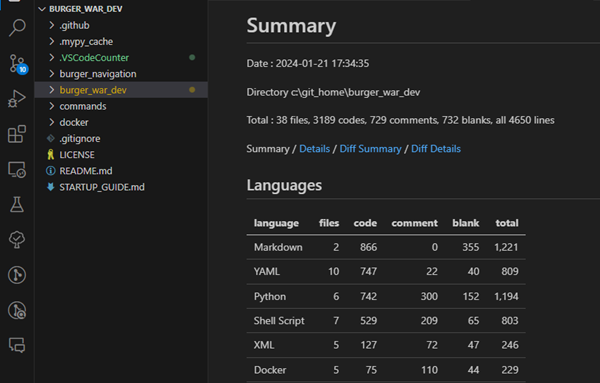 BURGER_WAR_DEV
.github
.mypy_cache
.VSCodeCounter
burger_navigation
burger_war_dev
commands
docker
.gitignore
LICENSE
README.md
STARTUP_GUIDE.md
10
Summary
Date : 2024-01-21 17:34:35
Directory c:\git_home\burger_war_dev
Total : 38 files, 3189 codes, 729 comments, 732 blanks, all 4650 lines
Summary / Details / Diff Summary / Diff Details
Languages
language files code comment blank total
Markdown 2 866 0 355 1,221
YAML 10 747 22 40 809
Python 6 742 300 152 1,194
Shell Script 7 529 209 65 803
XML 5 127 72 47 246
Docker 5 75 110 44 229